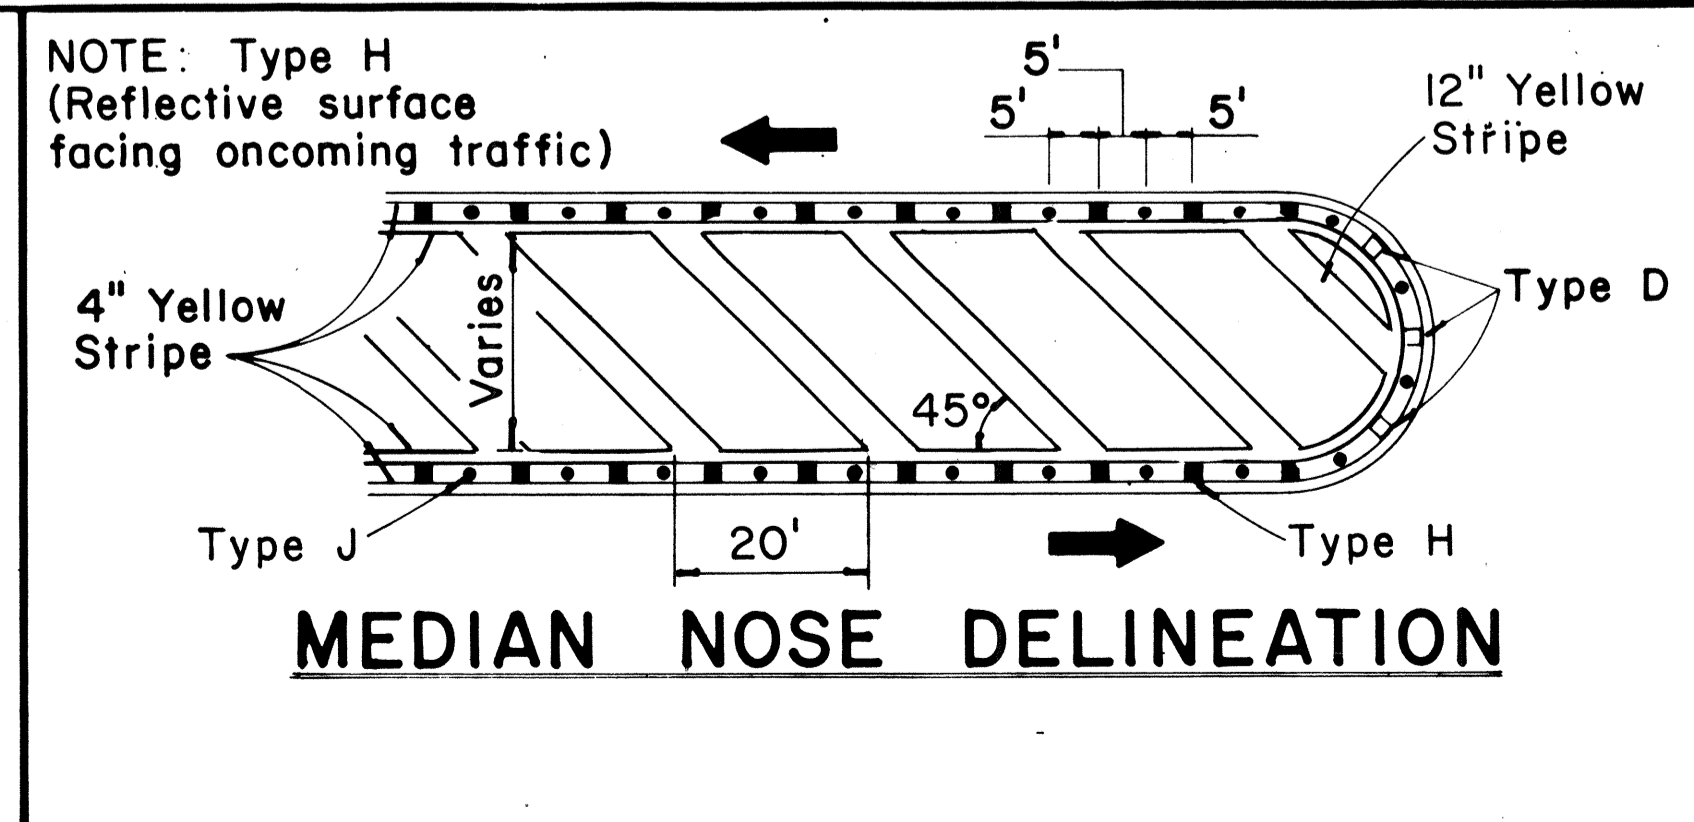 NOTE: Type H
(Reflective surface
facing oncoming traffic)
5'
5' 5'
12" Yellow
Stripe
4" Yellow
Stripe
Varies
45°
Type D
Type J
20'
Type H
MEDIAN NOSE DELINEATION